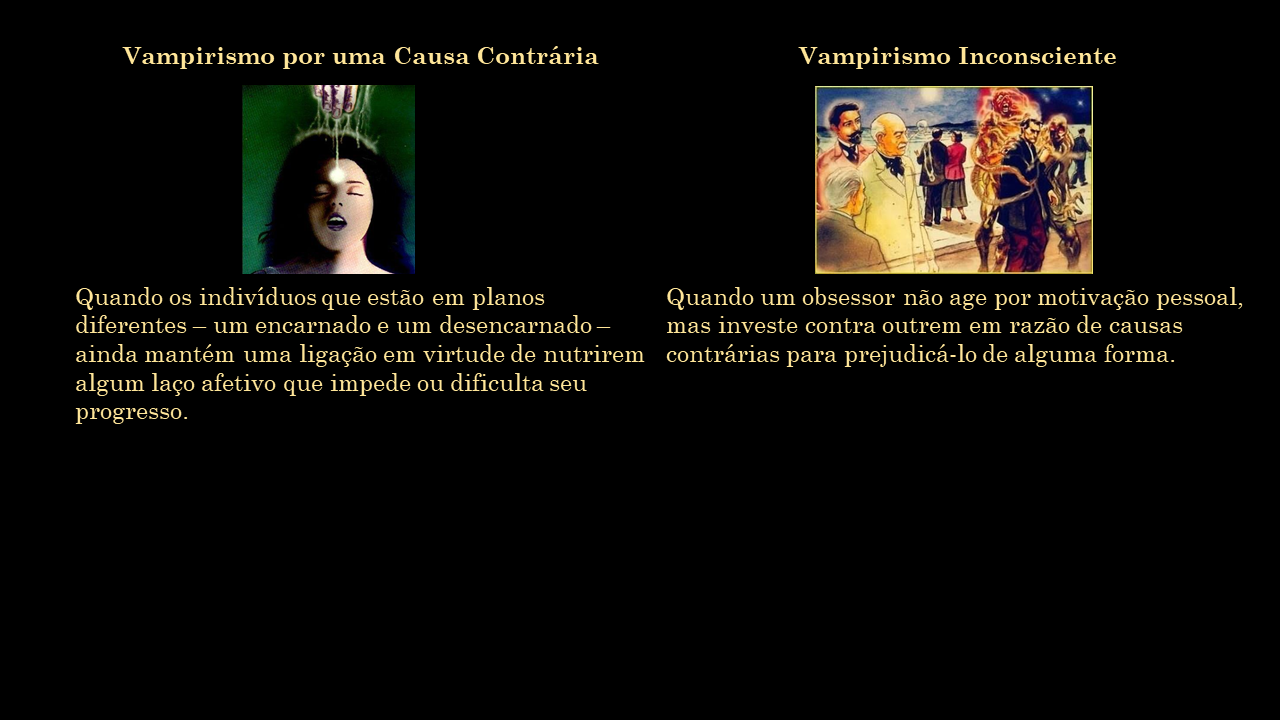 Vampirismo por uma Causa Contrária
Quando os indivíduos que estão em planos
diferentes – um encarnado e um desencarnado –
ainda mantém uma ligação em virtude de nutrirem
algum laço afetivo que impede ou dificulta seu
progresso.
Vampirismo Inconsciente
Quando um obsessor não age por motivação pessoal,
mas investe contra outrem em razão de causas
contrárias para prejudicá-lo de alguma forma.